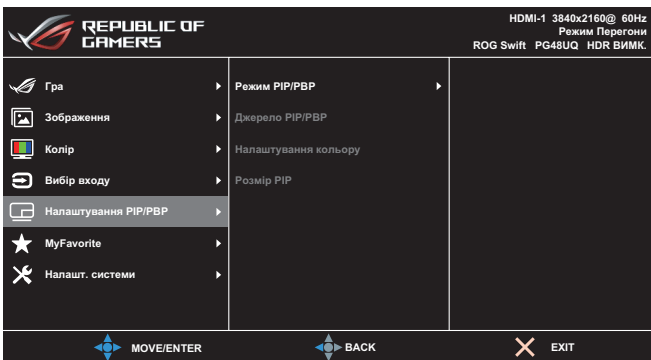 REPUBLIC OF
GAMERS
HDMI-1 3840x2160@ 60Hz
Режим Перегони
ROG Swift PG48UQ HDR ВИМК.
Гра
Зображення
Колір
Вибір входу
Налаштування PIP/PBP
MyFavorite
Налашт. системи
Режим PIP/PBP
Джерело PIP/PBP
Налаштування кольору
Розмір PIP
MOVE/ENTER
BACK
EXIT